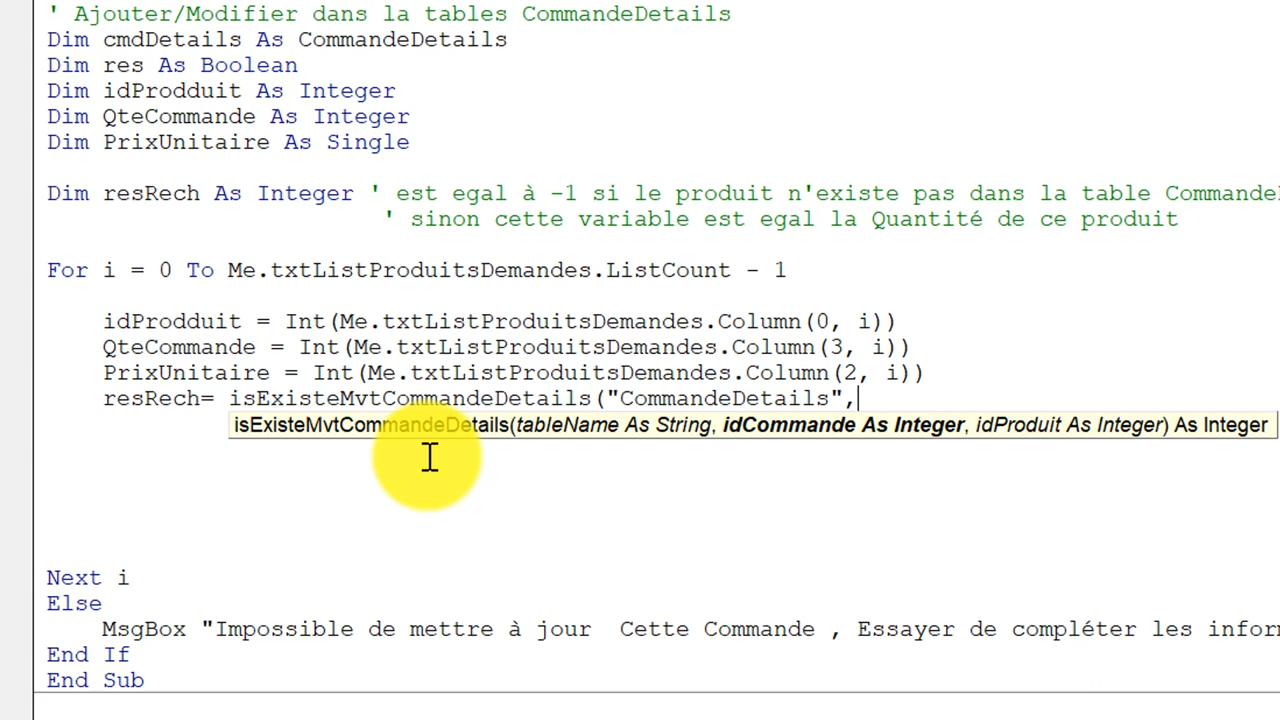 ' Ajouter/Modifier dans la tables CommandeDetails
Dim cmdDetails As CommandeDetails
Dim res As Boolean
Dim idProdduit As Integer
Dim QteCommande As Integer
Dim PrixUnitaire As Single
Dim resRech As Integer ' est egal à -1 si le produit n'existe pas dans la table Commande
' sinon cette variable est egal la Quantité de ce produit
For i = 0 To Me.txtListProduitsDemandes.ListCount - 1
idProdduit = Int(Me.txtListProduitsDemandes.Column(0, i))
QteCommande = Int(Me.txtListProduitsDemandes.Column(3, i))
PrixUnitaire = Int(Me.txtListProduitsDemandes.Column(2, i))
resRech= isExisteMvtCommandeDetails("CommandeDetails",
isExisteMvtCommandeDetails(tableName As String, idCommande As Integer, idProduit As Integer) As Integer
Next i
Else
MsgBox "Impossible de mettre à jour  Cette Commande , Essayer de compléter les infor
End If
End Sub